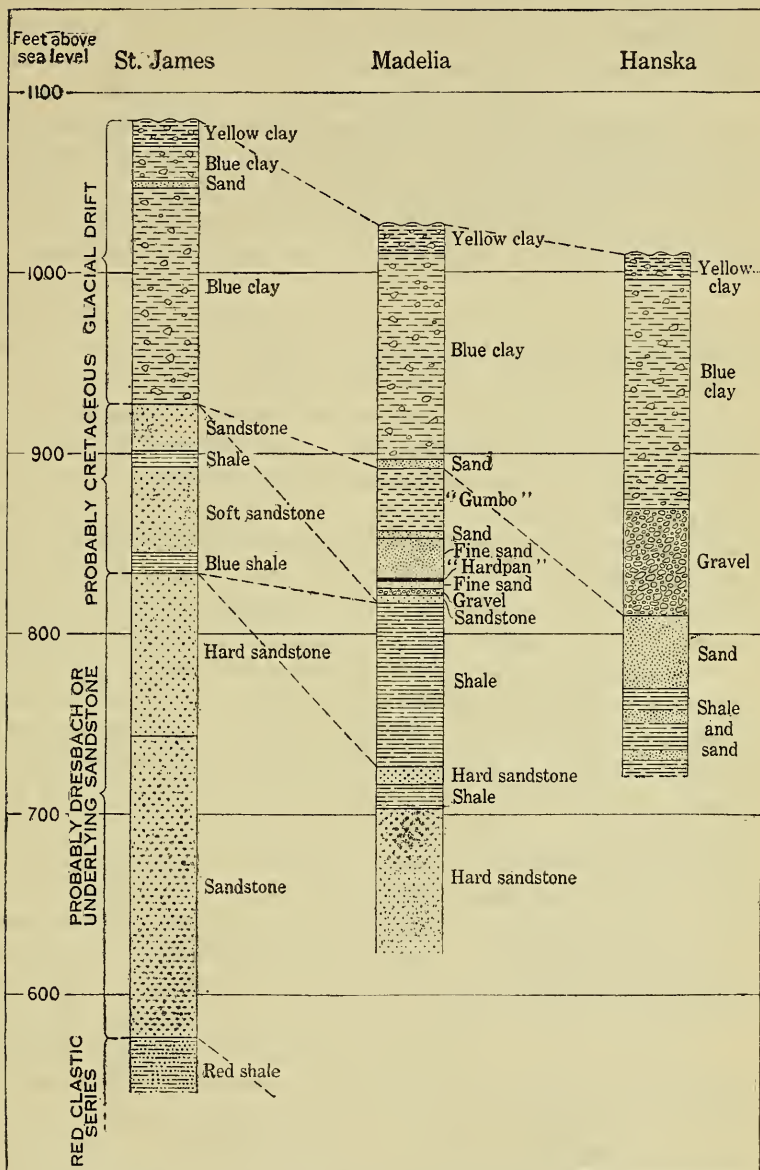 Feet above
sea level
St. James
Madelia
Hanska
1100
1000
900
800
700
600
GLACIAL DRIFT
PROBABLY CRETACEOUS
PROBABLY DRESBACH OR
UNDERLYING SANDSTONE
RED CLASTIC
SERIES
Yellow clay
Blue clay
Sand
Blue clay
Sandstone
Shale
Soft sandstone
Blue shale
Hard sandstone
Sandstone
Red shale
Yellow clay
Blue clay
Sand
"Gumbo"
Sand
Fine sand
"Hardpan"
Fine sand
Gravel
Sandstone
Shale
Hard sandstone
Shale
Hard sandstone
Yellow
clay
Blue
clay
Gravel
Sand
Shale
and
sand